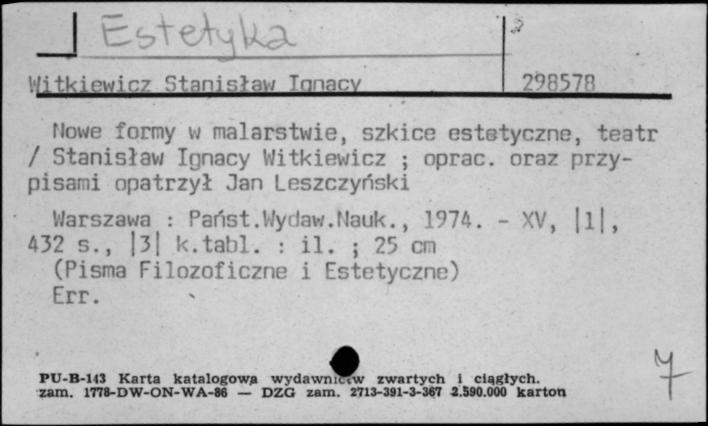 Estetyka
Witkiewicz Stanisław Ignacy 298578
Nowe formy w malarstwie, szkice estetyczne, teatr
/ Stanisław Ignacy Witkiewicz ; oprac. oraz przy-
pisami opatrzył Jan Leszczyński
Warszawa : Państ.Wydaw.Nauk., 1974. - XV, |1|,
432 s., |3| k.tabl. : il. ; 25 cm
(Pisma Filozoficzne i Estetyczne)
Err.
PU-B-143 Karta katalogowa wydawnictw zwartych i ciągłych.
zam. 1778-DW-ON-WA-86 — DZG zam. 2713-391-3-367 2.590.000 karton